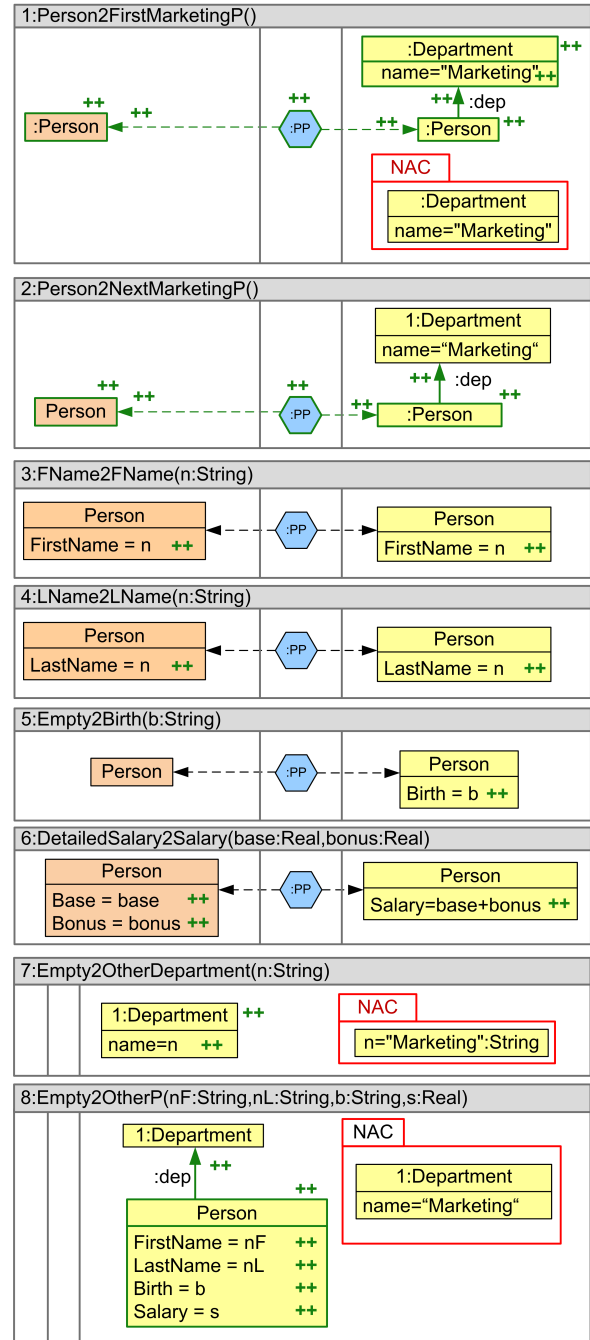 1:Person2FirstMarketingP()
:Department
++
name="Marketing"
++
++
++
++
++
:dep
:Person
:PP
++
:Person
++
NAC
:Department
name="Marketing"
2:Person2NextMarketingP()
1:Department
name=“Marketing“
++
++
++
++
:dep
++
++
Person
:PP
:Person
3:FName2FName(n:String)
Person
FirstName = n ++
:PP
Person
FirstName = n ++
4:LName2LName(n:String)
Person
LastName = n ++
:PP
Person
LastName = n ++
5:Empty2Birth(b:String)
Person
:PP
Person
Birth = b ++
6:DetailedSalary2Salary(base:Real,bonus:Real)
Person
Base = base ++
Bonus = bonus ++
:PP
Person
Salary=base+bonus ++
7:Empty2OtherDepartment(n:String)
1:Department ++
name=n ++
NAC
n="Marketing":String
8:Empty2OtherP(nF:String,nL:String,b:String,s:Real)
1:Department
:dep
++
++
Person
FirstName = nF ++
LastName = nL ++
Birth = b ++
Salary = s ++
NAC
1:Department
name=“Marketing“